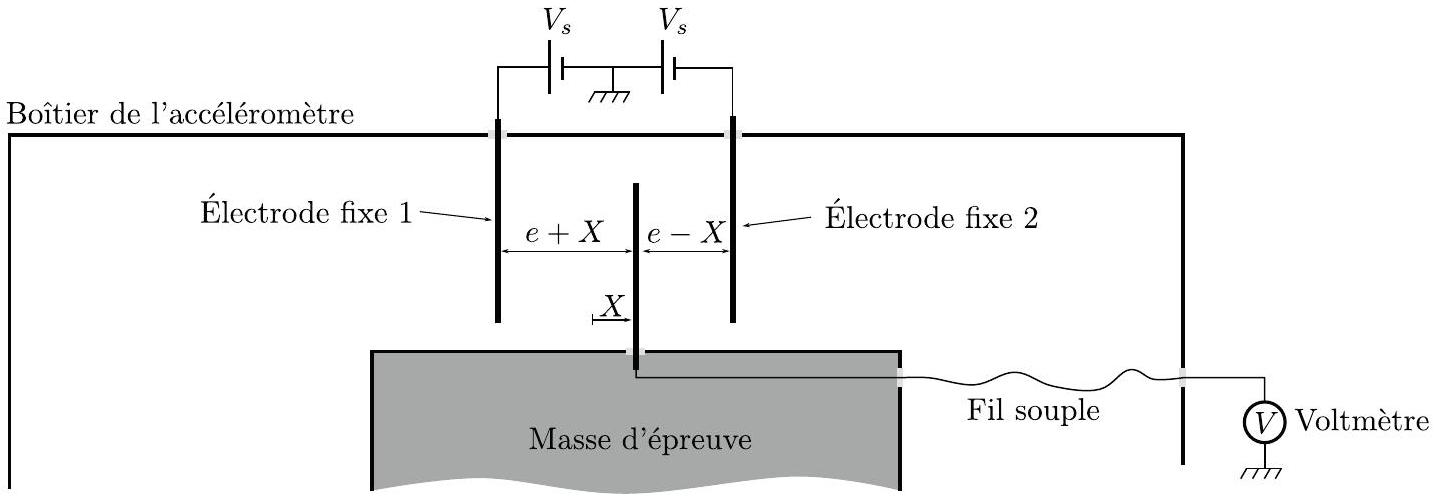 V_s V_s
Boîtier de l'accéléromètre
Électrode fixe 1
Électrode fixe 2
e + X e − X
X
Fil souple
V Voltmètre
Masse d'épreuve